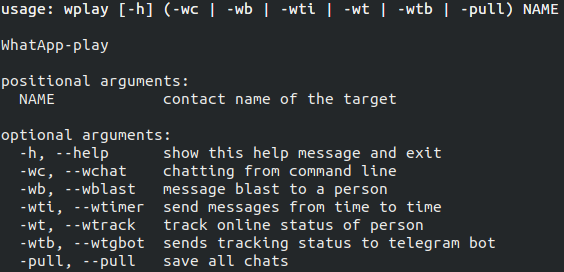 usage: wplay [-h] (-wc | -wb | -wti | -wt | -wtb | -pull) NAME
WhatApp-play
positional arguments:
NAME contact name of the target
optional arguments:
-h, --help show this help message and exit
-wc, --wchat chatting from command line
-wb, --wblast message blast to a person
-wti, --wtimer send messages from time to time
-wt, --wtrack track online status of person
-wtb, --wtgbot sends tracking status to telegram bot
-pull, --pull save all chats